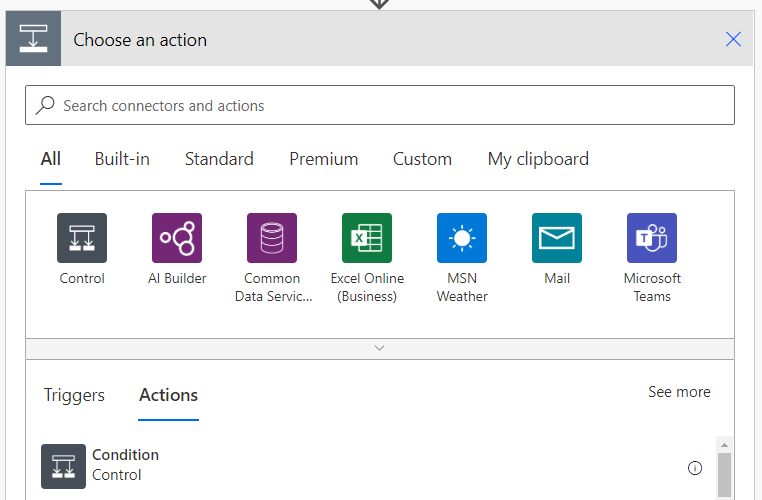 Choose an action
Search connectors and actions
All Built-in Standard Premium Custom My clipboard
Control AI Builder Common Excel Online MSN Mail Microsoft
Data Servic... (Business) Weather Teams
Triggers Actions See more
Condition
Control